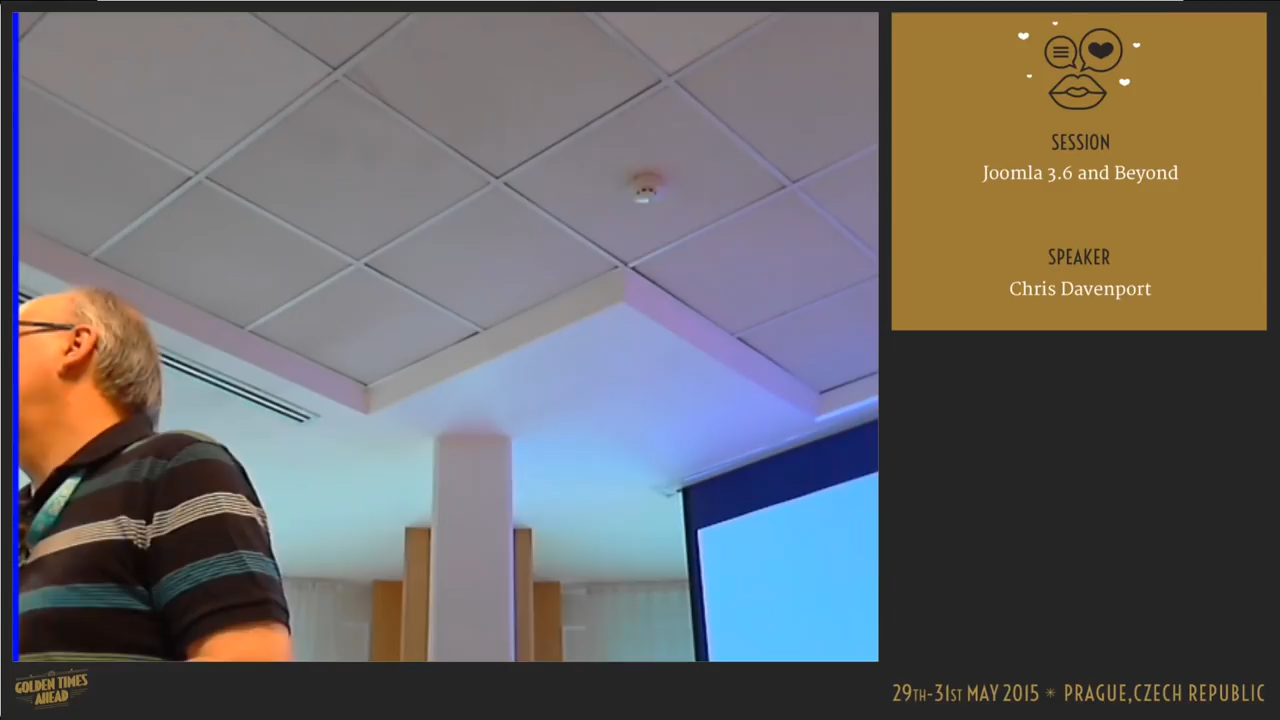 SESSION
Joomla 3.6 and Beyond
SPEAKER
Chris Davenport
GOLDEN TIMES
AHEAD
29TH-31ST MAY 2015 * PRAGUE,CZECH REPUBLIC